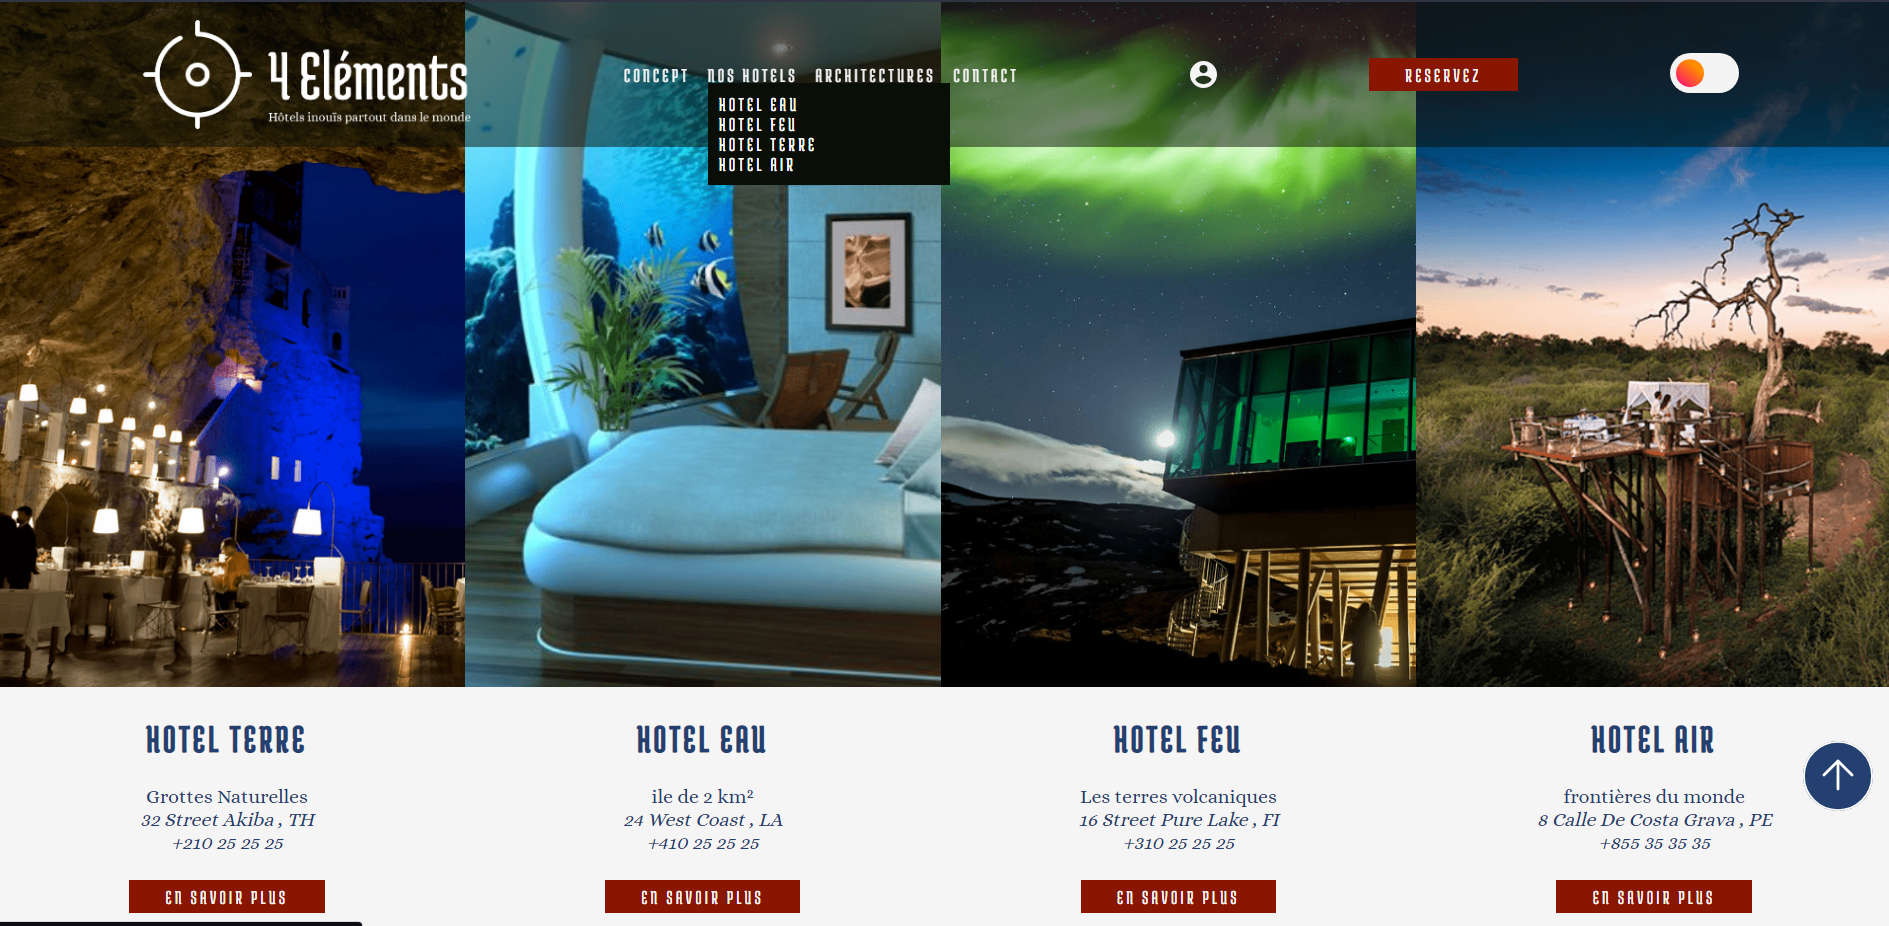 4 Eléments
Hôtels inouïs partout dans le monde
CONCEPT NOS HOTELS ARCHITECTURES CONTACT
RESERVEZ
HOTEL EAU
HOTEL FEU
HOTEL TERRE
HOTEL AIR
HOTEL TERRE
Grottes Naturelles
32 Street Akiba , TH
+210 25 25 25
EN SAVOIR PLUS
HOTEL EAU
ile de 2 km²
24 West Coast , LA
+410 25 25 25
EN SAVOIR PLUS
HOTEL FEU
Les terres volcaniques
16 Street Pure Lake , FI
+310 25 25 25
EN SAVOIR PLUS
HOTEL AIR
frontières du monde
8 Calle De Costa Grava , PE
+855 35 35 35
EN SAVOIR PLUS